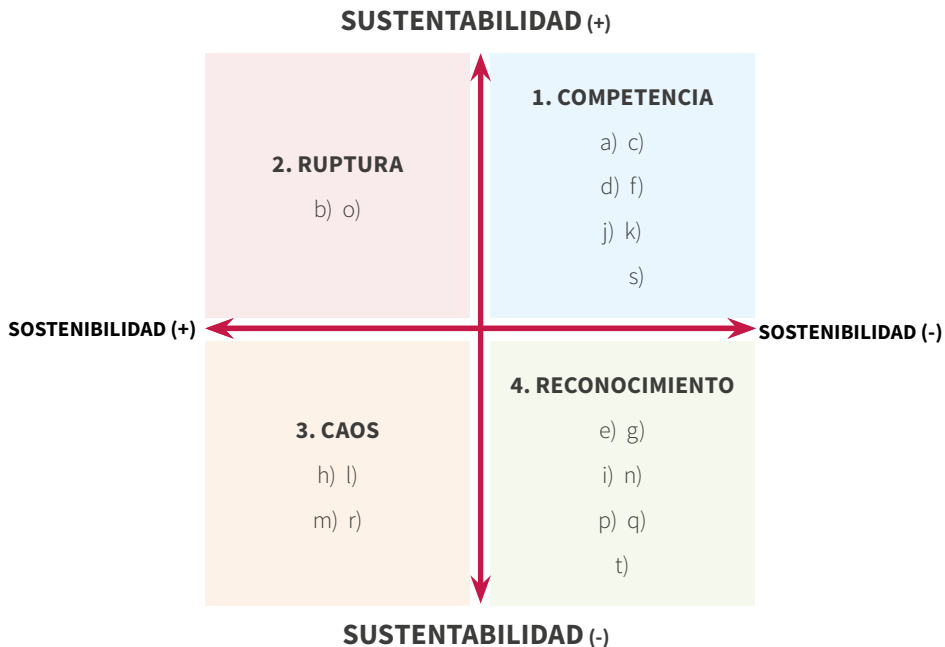 SUSTENTABILIDAD (+)
2. RUPTURA
b) o)
1. COMPETENCIA
a) c)
d) f)
j) k)
s)
SOSTENIBILIDAD (+)
SOSTENIBILIDAD (-)
3. CAOS
h) l)
m) r)
4. RECONOCIMIENTO
e) g)
i) n)
p) q)
t)
SUSTENTABILIDAD (-)